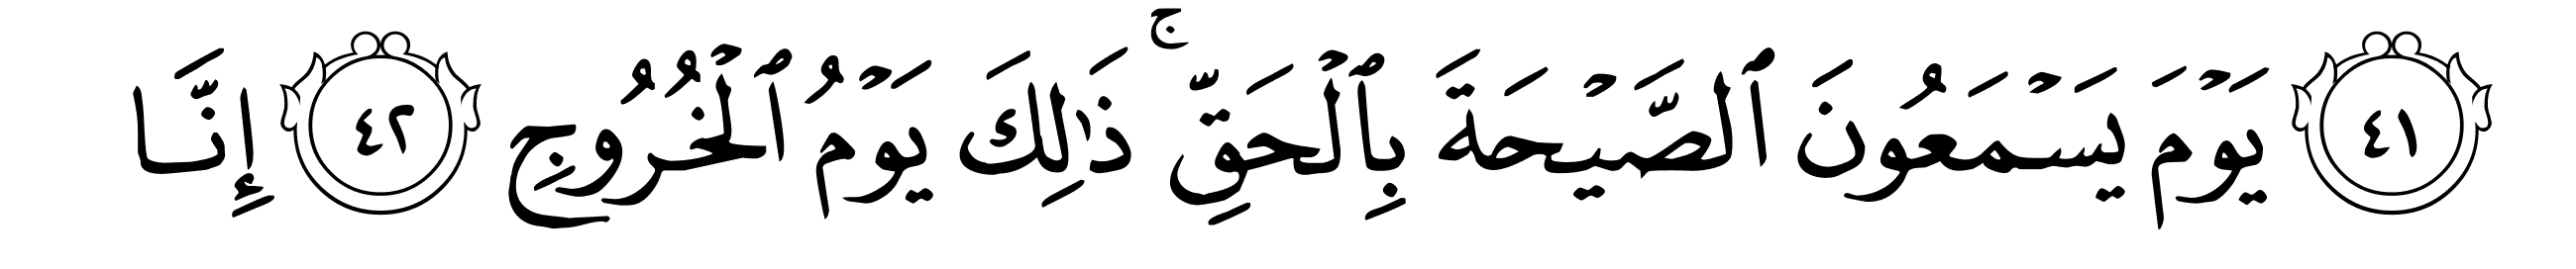 ٤١ يَوْمَ يَسْمَعُونَ ٱلصَّيْحَةَ بِٱلْحَقِّ ۚ ذَٰلِكَ يَوْمُ ٱلْخُرُوجِ ٤٢ إِنَّا